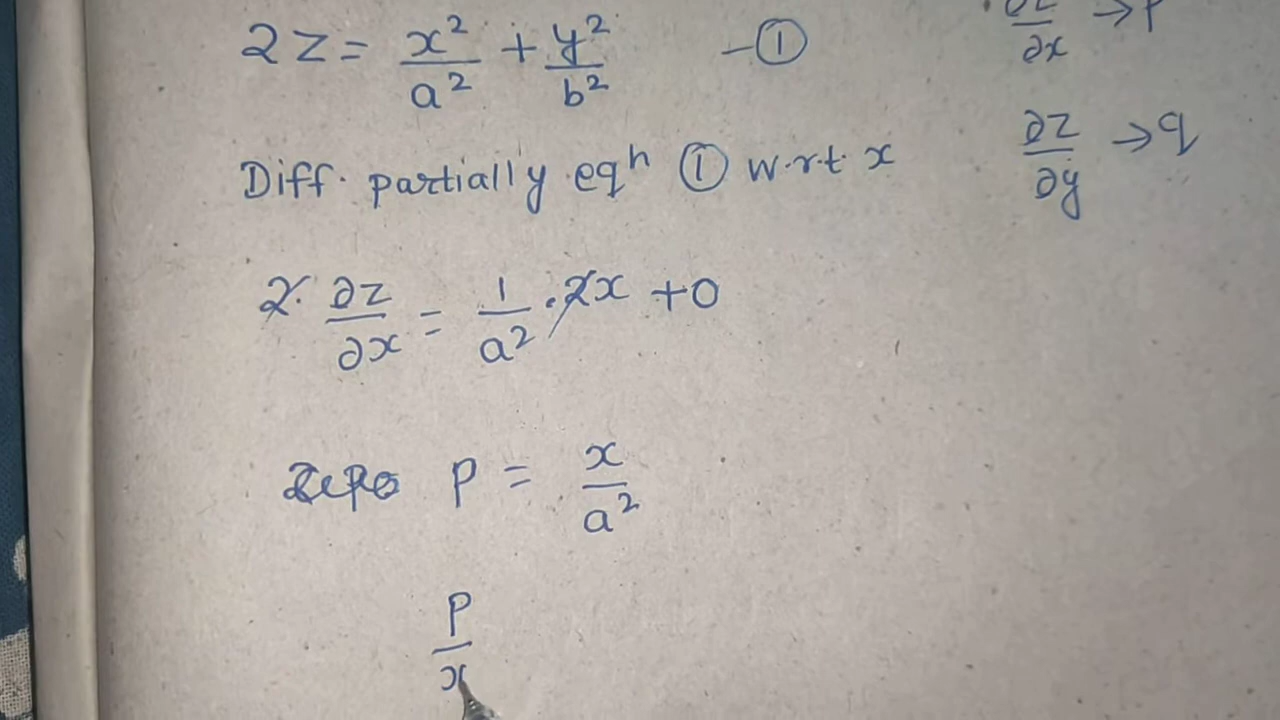 2z = x²/a² + y²/b² –①
∂z/∂x → p
∂z/∂y → q
Diff. partially eqⁿ ① w.r.t. x
2. ∂z/∂x = 1/a² . 2x + 0
p = x/a²
p/x